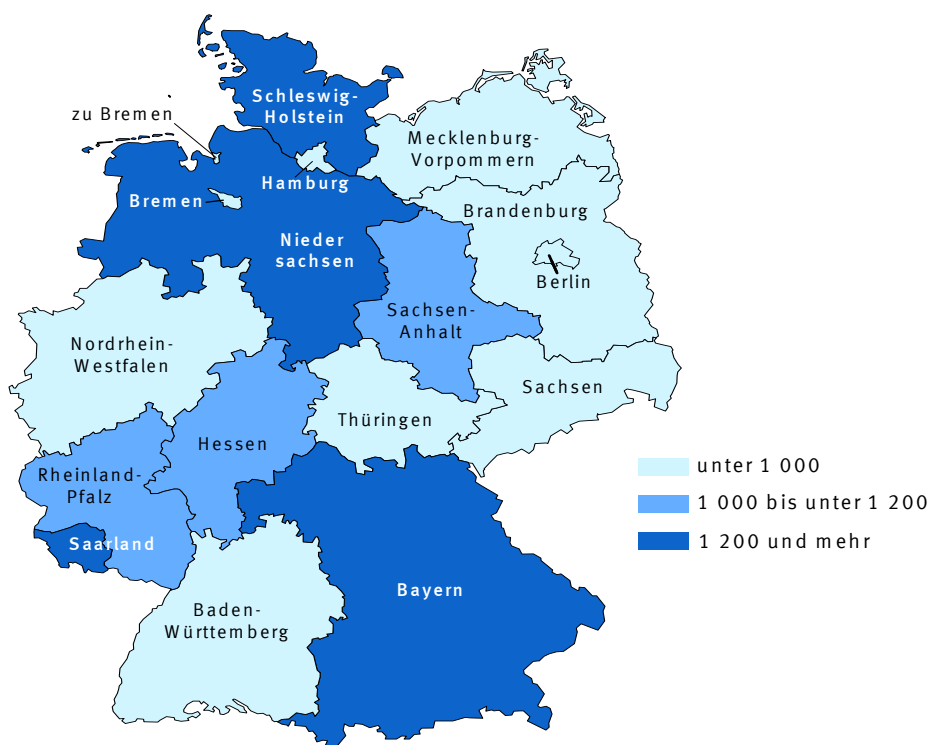 Schleswig-
Holstein
zu Bremen
Mecklenburg-
Vorpommern
Hamburg
Bremen
Brandenburg
Nieder
sachsen
Berlin
Sachsen-
Anhalt
Nordrhein-
Westfalen
Sachsen
Thüringen
Hessen
Rheinland-
Pfalz
Saarland
Bayern
Baden-
Württemberg
unter 1 000
1 000 bis unter 1 200
1 200 und mehr